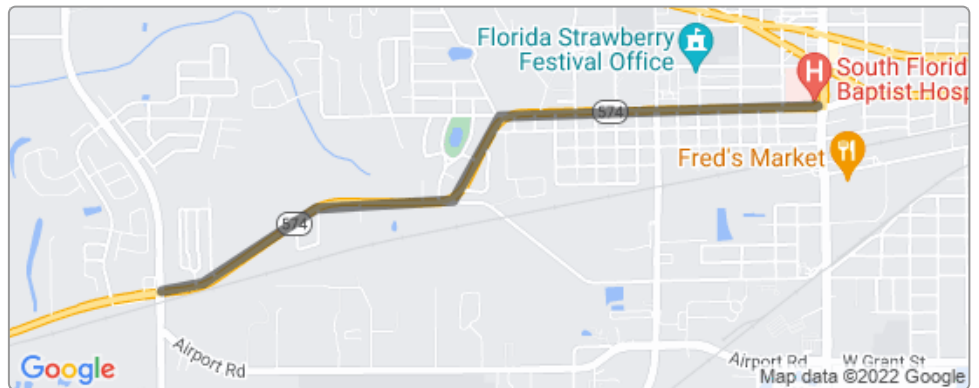 Florida Strawberry
Festival Office
H
South Florid
Baptist Hosp
574
Fred's Market
574
Airport Rd
Airport Rd
W Grant St
Google
Map data ©2022 Google